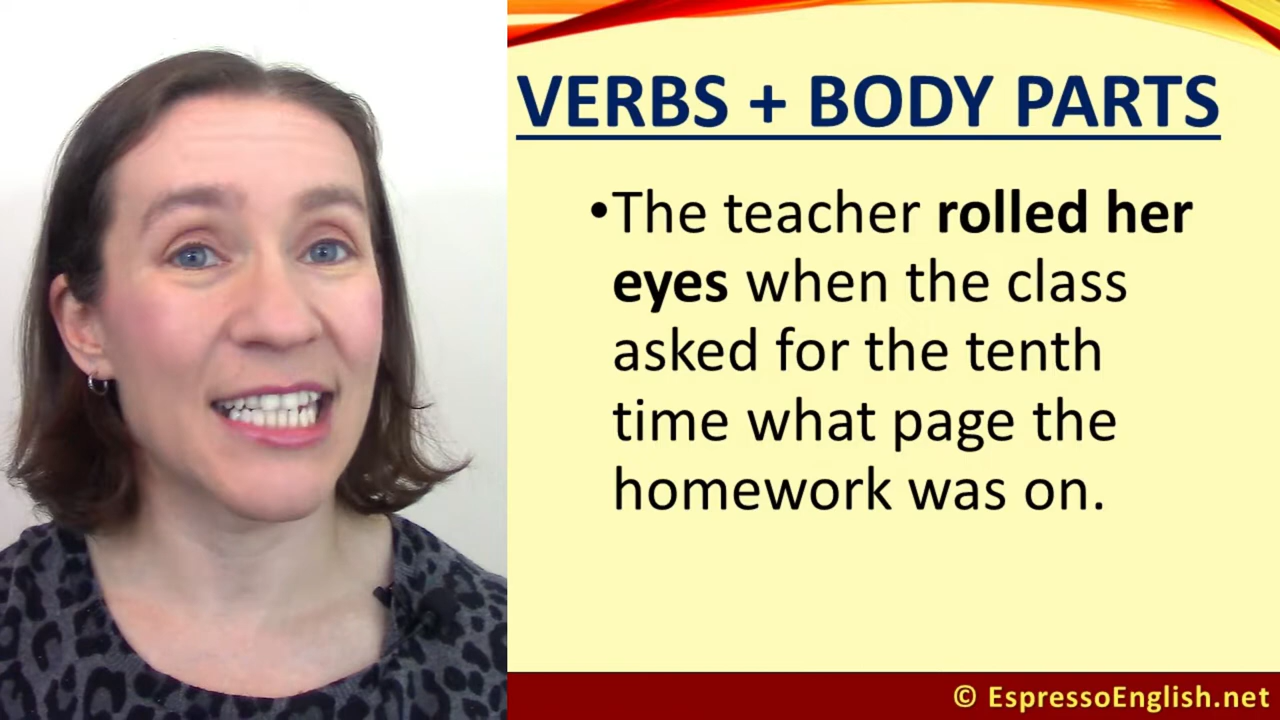 VERBS + BODY PARTS
•The teacher rolled her
eyes when the class
asked for the tenth
time what page the
homework was on.
© EspressoEnglish.net